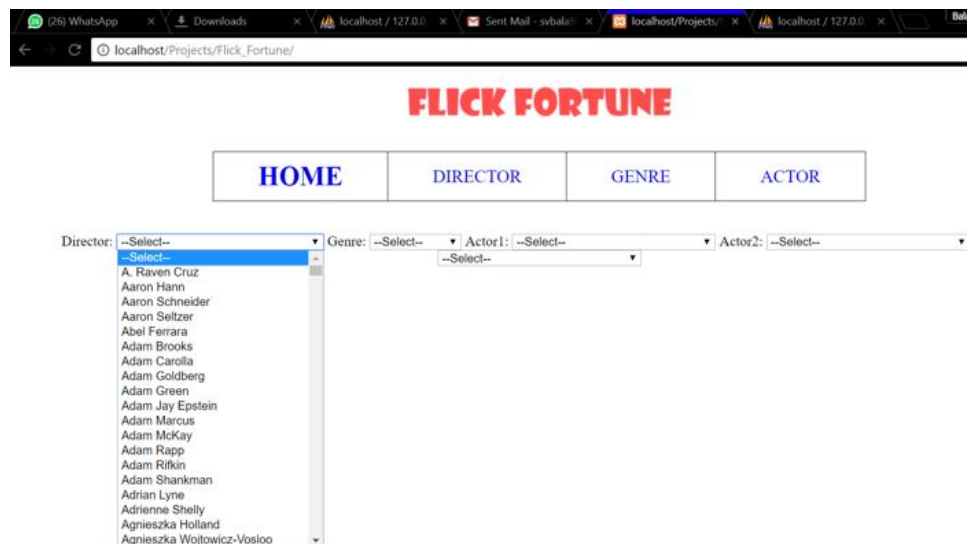 (26) WhatsApp × Downloads × localhost / 127.0.0. × Sent Mail - svbala × localhost/Projects/ × localhost / 127.0.0 × Bala
localhost/Projects/Flick_Fortune/
FLICK FORTUNE
HOME DIRECTOR GENRE ACTOR
Director: --Select-- Genre: --Select-- Actor1: --Select-- Actor2: --Select--
--Select-- --Select--
A. Raven Cruz
Aaron Hann
Aaron Schneider
Aaron Seltzer
Abel Ferrara
Adam Brooks
Adam Carolla
Adam Goldberg
Adam Green
Adam Jay Epstein
Adam Marcus
Adam McKay
Adam Rapp
Adam Rifkin
Adam Shankman
Adrian Lyne
Adrienne Shelly
Agnieszka Holland
Agnieszka Wojtowicz-Vosloo